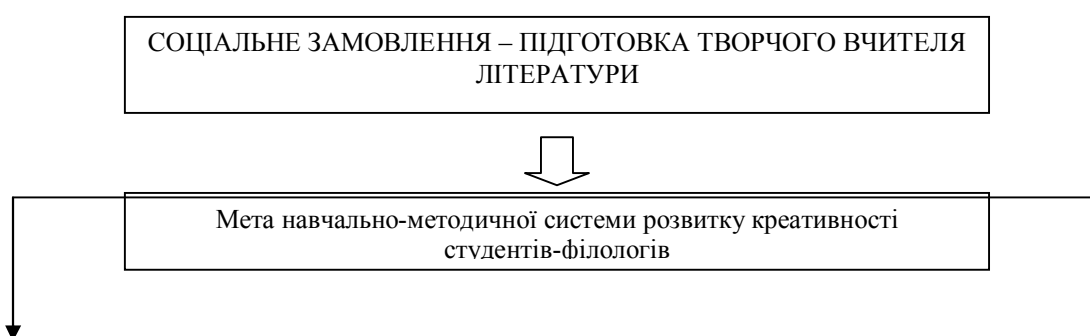 СОЦІАЛЬНЕ ЗАМОВЛЕННЯ – ПІДГОТОВКА ТВОРЧОГО ВЧИТЕЛЯ
ЛІТЕРАТУРИ
Мета навчально-методичної системи розвитку креативності
студентів-філологів